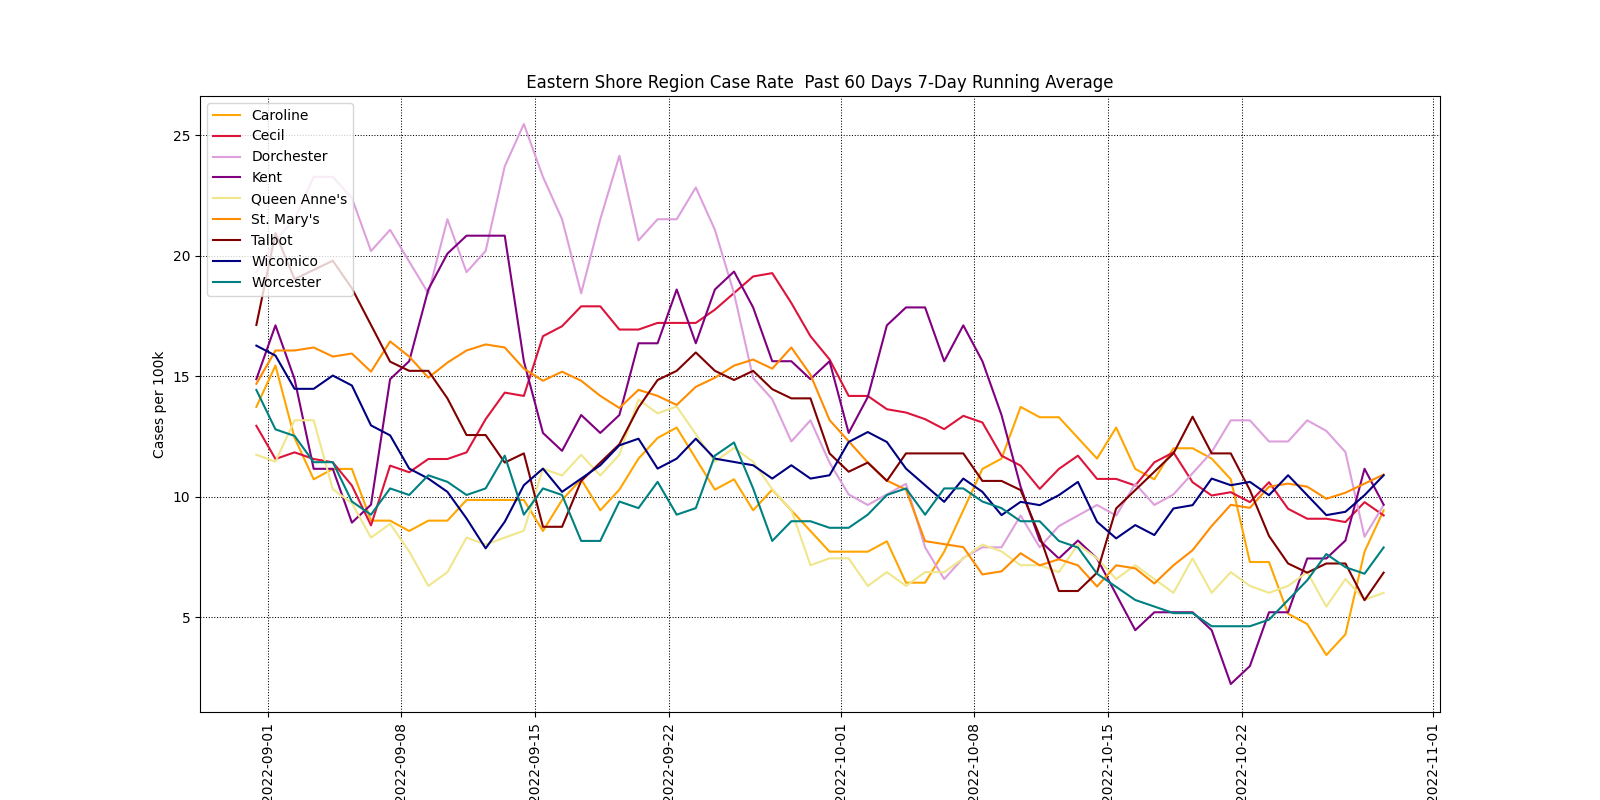 Eastern Shore Region Case Rate  Past 60 Days 7-Day Running Average
Caroline
Cecil
Dorchester
Kent
Queen Anne's
St. Mary's
Talbot
Wicomico
Worcester
Cases per 100k
25
20
15
10
5
2022-09-01
2022-09-08
2022-09-15
2022-09-22
2022-10-01
2022-10-08
2022-10-15
2022-10-22
2022-11-01